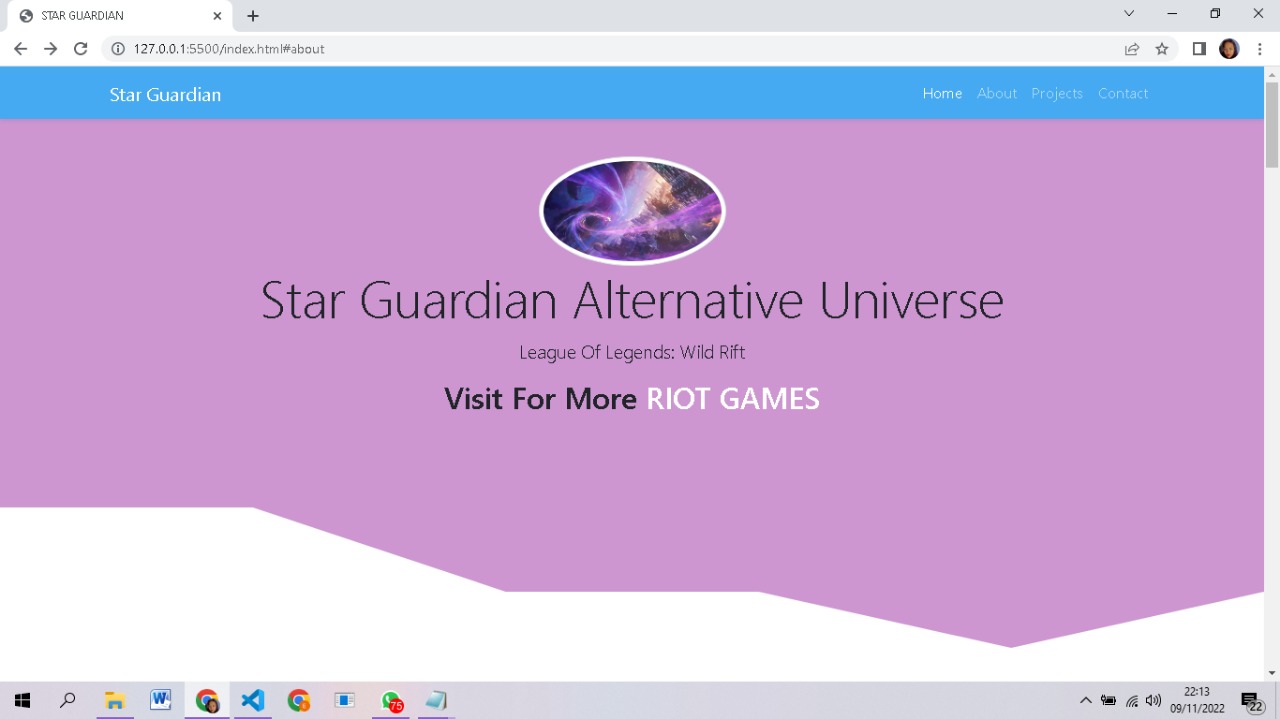 STAR GUARDIAN
127.0.0.1:5500/index.html#about
Star Guardian
Home About Projects Contact
Star Guardian Alternative Universe
League Of Legends: Wild Rift
Visit For More RIOT GAMES
75
22:13
09/11/2022
22